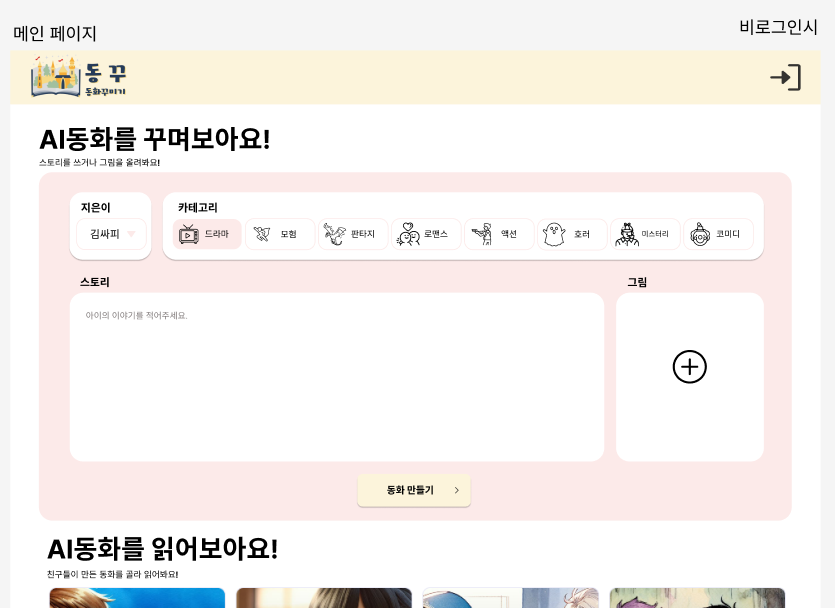 메인 페이지
비로그인시
동 꾸
동화꾸미기
AI동화를 꾸며보아요!
스토리를 쓰거나 그림을 올려봐요!
지은이
카테고리
김싸피
드라마
모험
판타지
로맨스
액션
호러
미스터리
코미디
스토리
그림
아이의 이야기를 적어주세요.
동화 만들기
AI동화를 읽어보아요!
친구들이 만든 동화를 골라 읽어봐요!